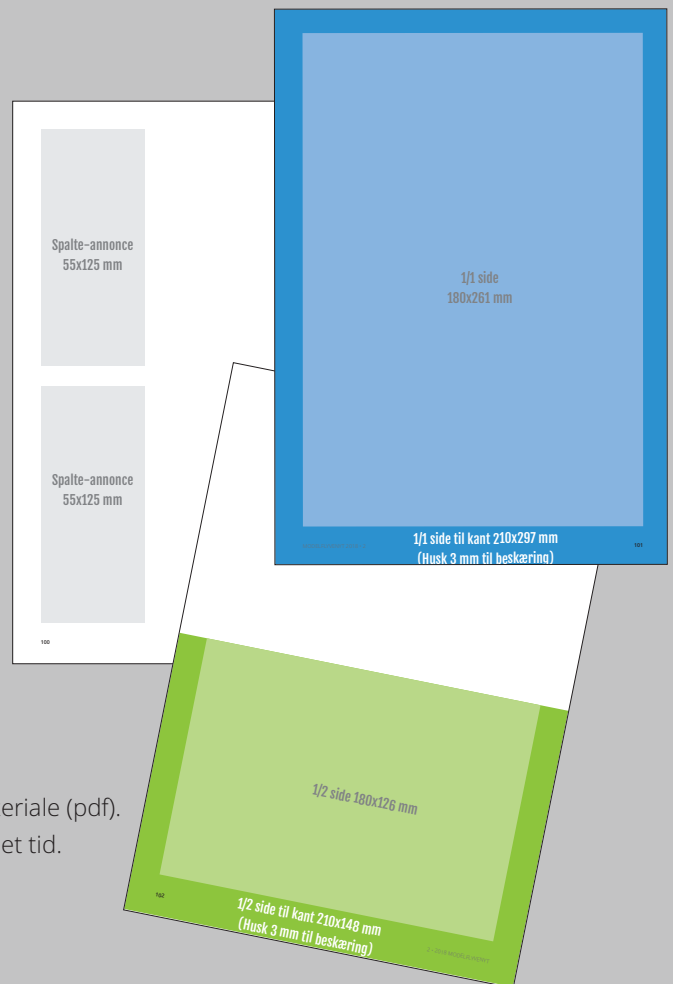 Spalte-annonce
55x125 mm
Spalte-annonce
55x125 mm
100
1/1 side
180x261 mm
1/1 side til kant 210x297 mm
(Husk 3 mm til beskæring)
101
1/2 side 180x126 mm
102
1/2 side til kant 210x148 mm
(Husk 3 mm til beskæring)
eriale (pdf).
et tid.